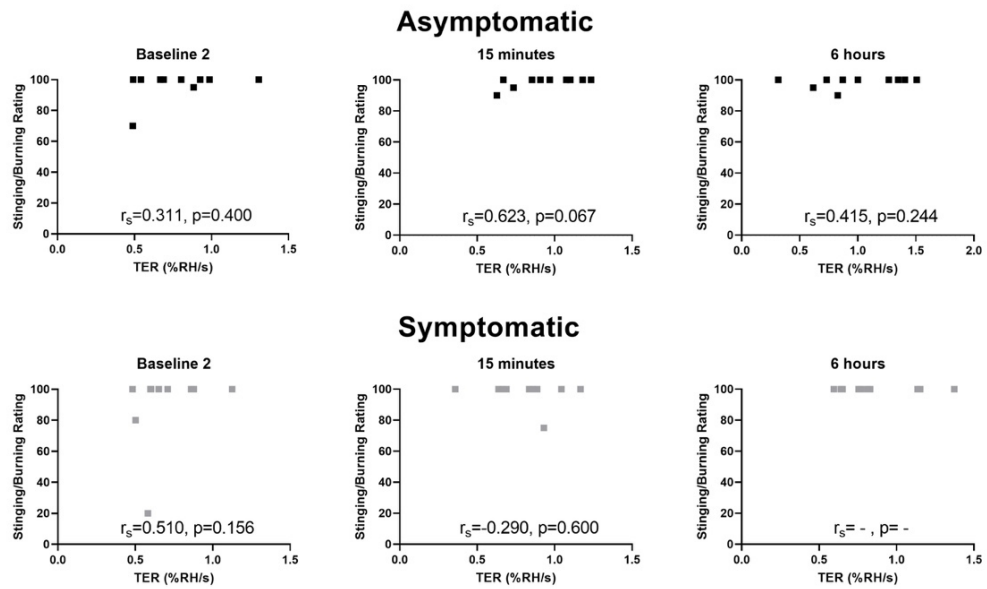 Asymptomatic
Baseline 2
15 minutes
6 hours
Stinging/Burning Rating
100
80
60
40
20
0
rs=0.311, p=0.400
0.0 0.5 1.0 1.5
TER (%RH/s)
Stinging/Burning Rating
100
80
60
40
20
0
rs=0.623, p=0.067
0.0 0.5 1.0 1.5
TER (%RH/s)
Stinging/Burning Rating
100
80
60
40
20
0
rs=0.415, p=0.244
0.0 0.5 1.0 1.5 2.0
TER (%RH/s)
Symptomatic
Baseline 2
15 minutes
6 hours
Stinging/Burning Rating
100
80
60
40
20
0
rs=0.510, p=0.156
0.0 0.5 1.0 1.5
TER (%RH/s)
Stinging/Burning Rating
100
80
60
40
20
0
rs=-0.290, p=0.600
0.0 0.5 1.0 1.5
TER (%RH/s)
Stinging/Burning Rating
100
80
60
40
20
0
rs= - , p= -
0.0 0.5 1.0 1.5
TER (%RH/s)